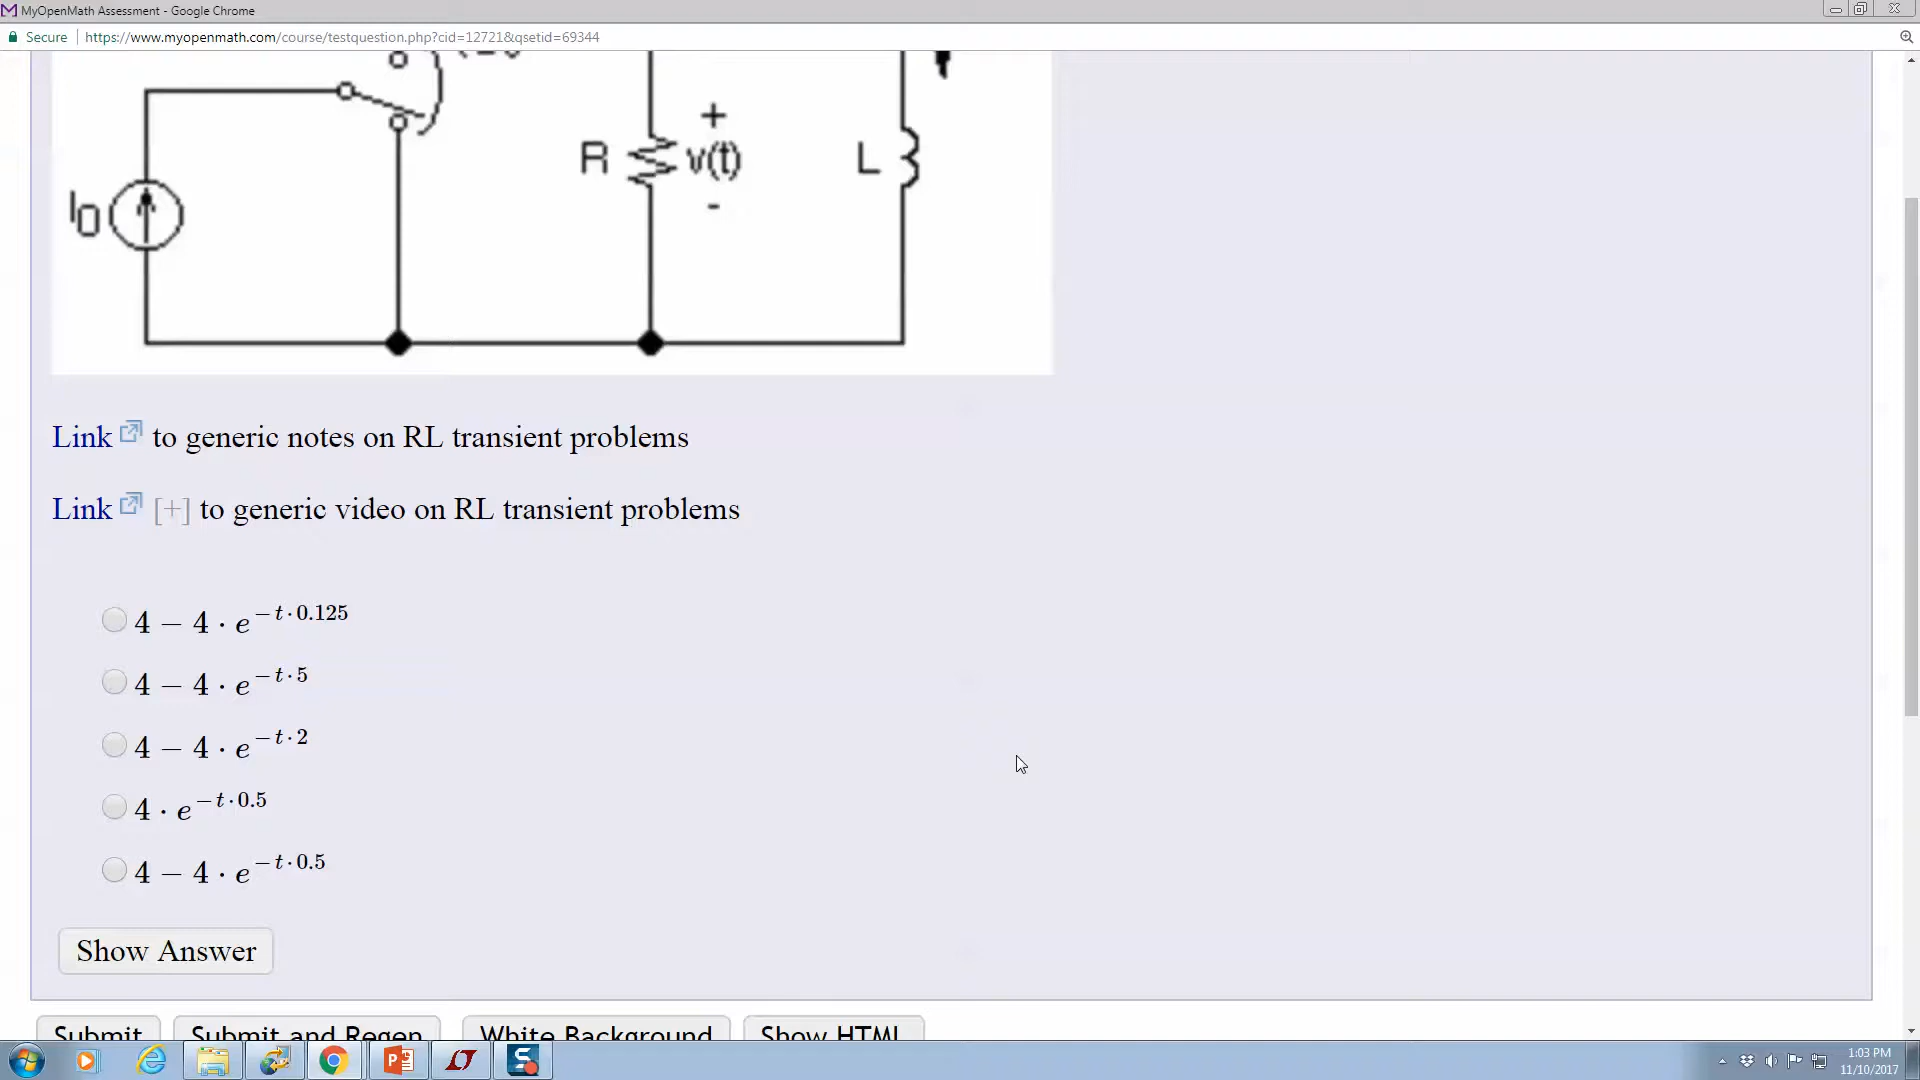 MyOpenMath Assessment - Google Chrome
Secure | https://www.myopenmath.com/course/testquestion.php?cid=12721&qsetid=69344
I0
R
+
v(t)
-
L
Link to generic notes on RL transient problems
Link [+] to generic video on RL transient problems
4 − 4 · e^{−t·0.125}
4 − 4 · e^{−t·5}
4 − 4 · e^{−t·2}
4 · e^{−t·0.5}
4 − 4 · e^{−t·0.5}
Show Answer
Submit Submit and Regen White Background Show HTML
1:03 PM
11/10/2017